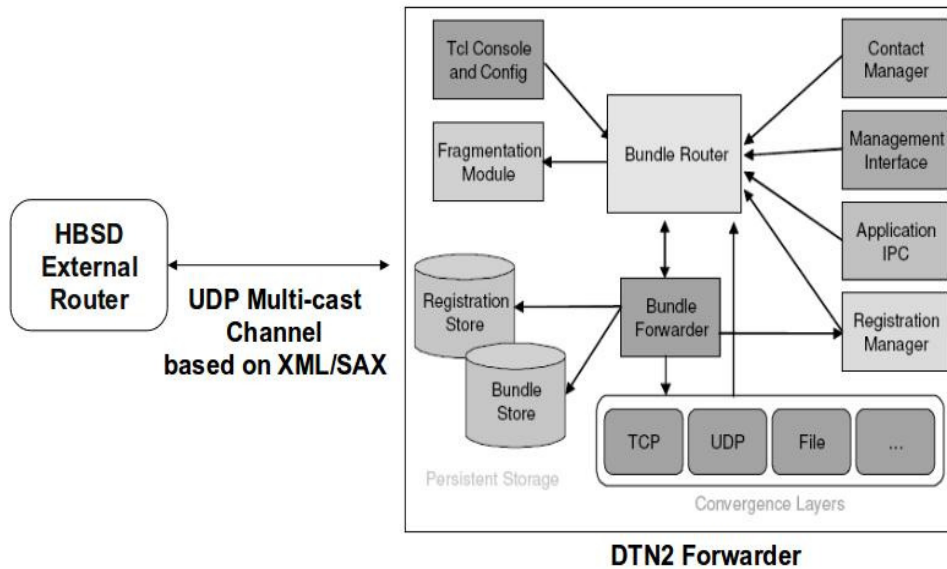 HBSD
External
Router
UDP Multi-cast
Channel
based on XML/SAX
Tcl Console
and Config
Fragmentation
Module
Bundle Router
Contact
Manager
Management
Interface
Application
IPC
Registration
Manager
Registration
Store
Bundle
Store
Bundle
Forwarder
Persistent Storage
TCP
UDP
File
...
Convergence Layers
DTN2 Forwarder